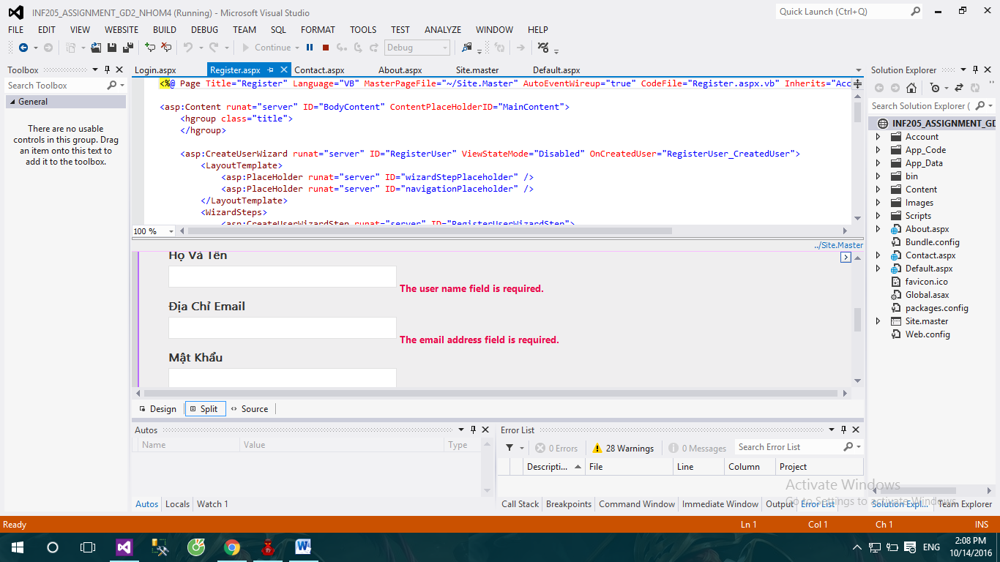 INF205_ASSIGNMENT_GD2_NHOM4 (Running) - Microsoft Visual Studio
Quick Launch (Ctrl+Q)
FILE EDIT VIEW WEBSITE BUILD DEBUG TEAM SQL FORMAT TOOLS TEST ANALYZE WINDOW HELP
Continue Debug
Toolbox
Search Toolbox
General
There are no usable
controls in this group. Drag
an item onto this text to
add it to the toolbox.
Login.aspx Register.aspx Contact.aspx About.aspx Site.master Default.aspx
<%@ Page Title="Register" Language="VB" MasterPageFile="~/Site.Master" AutoEventWireup="true" CodeFile="Register.aspx.vb" Inherits="Acc
<asp:Content runat="server" ID="BodyContent" ContentPlaceHolderID="MainContent">
<hgroup class="title">
</hgroup>
<asp:CreateUserWizard runat="server" ID="RegisterUser" ViewStateMode="Disabled" OnCreatedUser="RegisterUser_CreatedUser">
<LayoutTemplate>
<asp:PlaceHolder runat="server" ID="wizardStepPlaceholder" />
<asp:PlaceHolder runat="server" ID="navigationPlaceholder" />
</LayoutTemplate>
<WizardSteps>
<asp:CreateUserWizardStep runat="server" ID="RegisterUserWizardStep">
100 %
../Site.Master
Họ Và Tên
The user name field is required.
Địa Chỉ Email
The email address field is required.
Mật Khẩu
Design Split Source
Autos
Name Value Type
Autos Locals Watch 1
Error List
0 Errors 28 Warnings 0 Messages Search Error List
Descripti... File Line Column Project
Call Stack Breakpoints Command Window Immediate Window Output Error List
Solution Explorer
Search Solution Explorer (
INF205_ASSIGNMENT_GD
Account
App_Code
App_Data
bin
Content
Images
Scripts
About.aspx
Bundle.config
Contact.aspx
Default.aspx
favicon.ico
Global.asax
packages.config
Site.master
Web.config
Activate Windows
Go to Settings to activate Windows.
Solution Expl... Team Explorer
Ready Ln 1 Col 1 Ch 1 INS
ENG
2:08 PM
10/14/2016